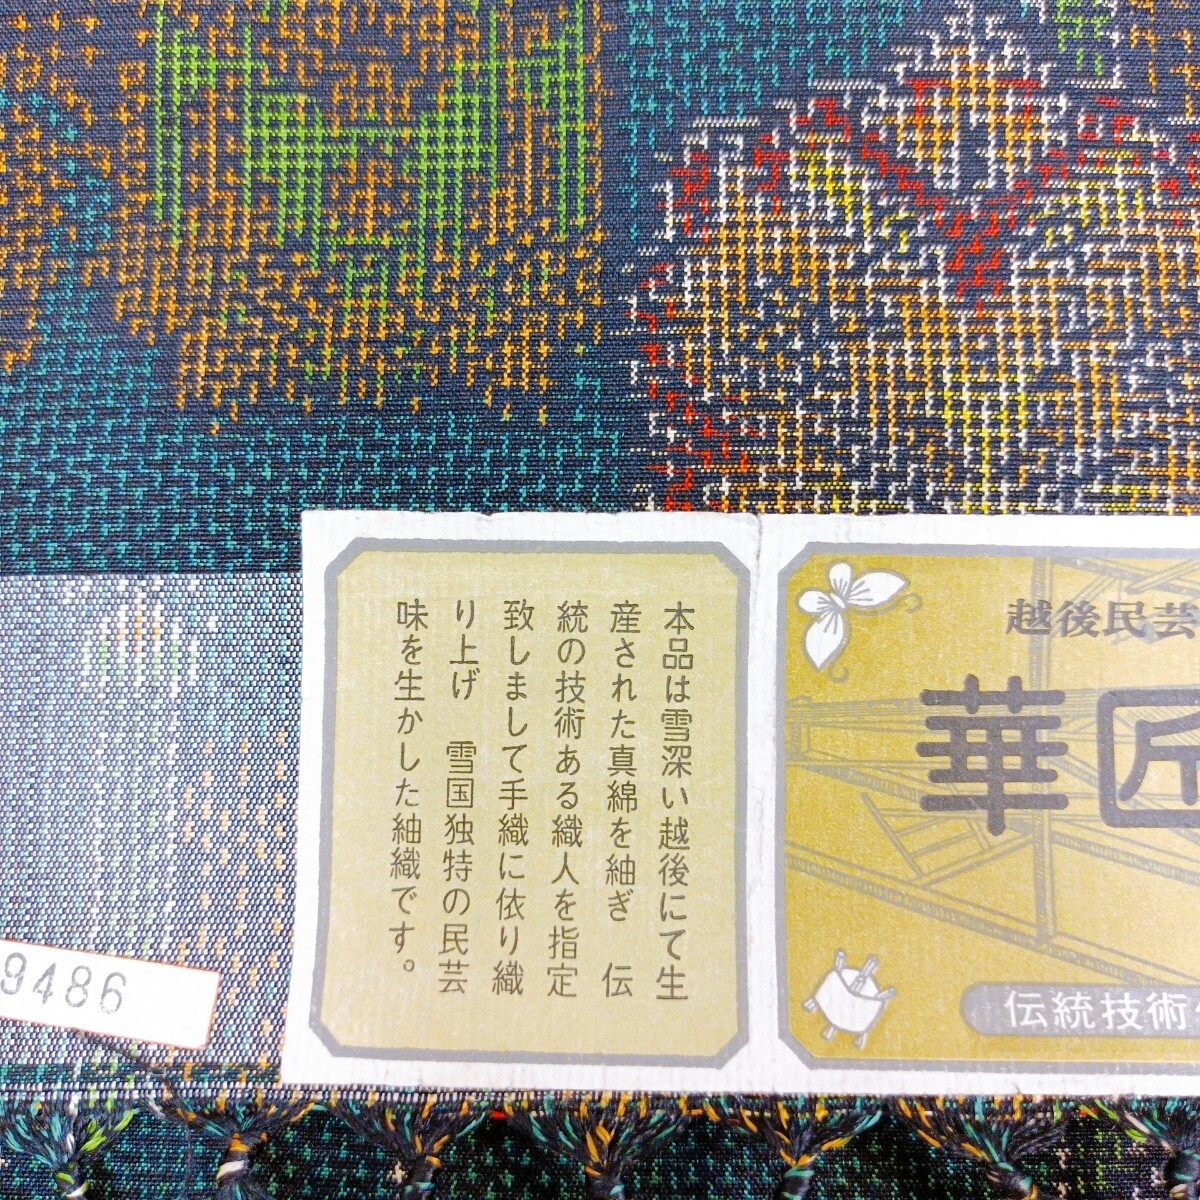 本品は雪深い越後にて生
産された真綿を紬ぎ　伝
統の技術ある織人を指定
致しまして手織に依り織
り上げ　雪国独特の民芸
味を生かした紬織です。
越後民芸
華匠
伝統技術
9486